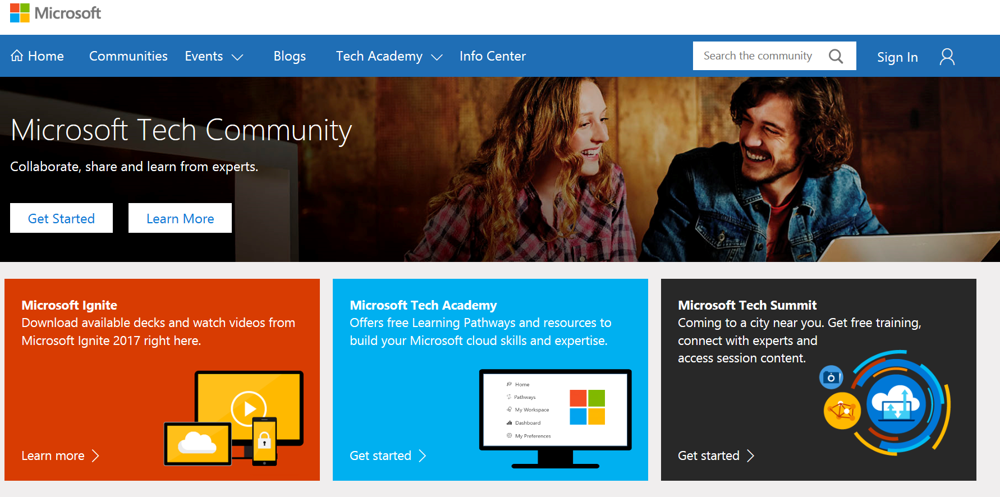 Microsoft
Home Communities Events Blogs Tech Academy Info Center Search the community Sign In
Microsoft Tech Community
Collaborate, share and learn from experts.
Get Started Learn More
Microsoft Ignite
Download available decks and watch videos from
Microsoft Ignite 2017 right here.
Learn more
Microsoft Tech Academy
Offers free Learning Pathways and resources to
build your Microsoft cloud skills and expertise.
Home
Pathways
My Workspace
Dashboard
My Preferences
Get started
Microsoft Tech Summit
Coming to a city near you. Get free training,
connect with experts and
access session content.
Get started